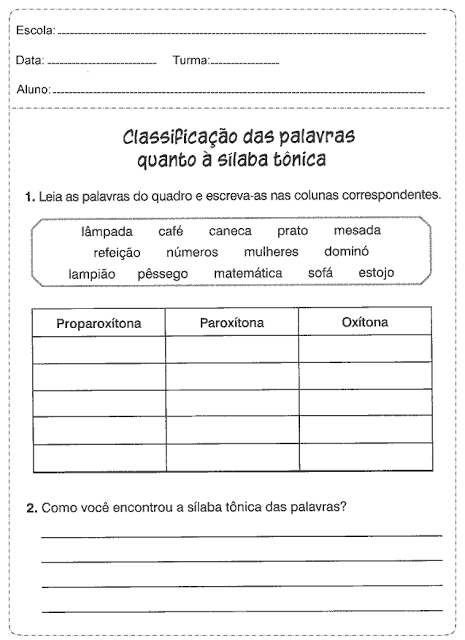 Escola:
Data: Turma:
Aluno:
Classificação das palavras
quanto à sílaba tônica
1. Leia as palavras do quadro e escreva-as nas colunas correspondentes.
lâmpada café caneca prato mesada
refeição números mulheres dominó
lampião pêssego matemática sofá estojo
Proparoxítona Paroxítona Oxítona
2. Como você encontrou a sílaba tônica das palavras?